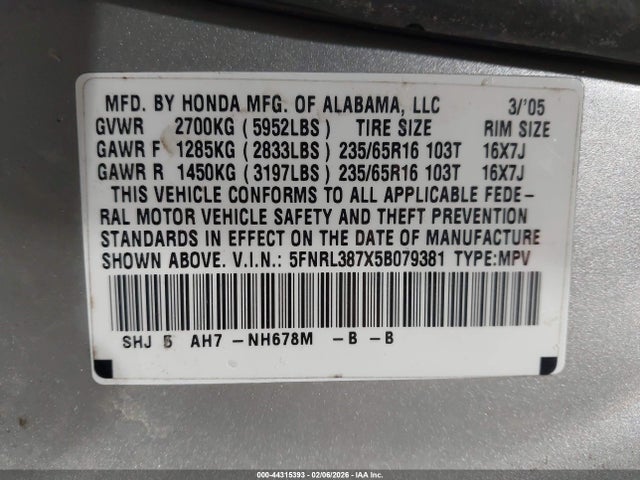 MFD. BY HONDA MFG. OF ALABAMA, LLC 3/'05
GVWR 2700KG (5952LBS) TIRE SIZE RIM SIZE
GAWR F 1285KG (2833LBS) 235/65R16 103T 16X7J
GAWR R 1450KG (3197LBS) 235/65R16 103T 16X7J
THIS VEHICLE CONFORMS TO ALL APPLICABLE FEDE-
RAL MOTOR VEHICLE SAFETY AND THEFT PREVENTION
STANDARDS IN EFFECT ON THE DATE OF MANUFACTURE
SHOWN ABOVE. V.I.N.: 5FNRL387X5B079381 TYPE:MPV
SHJ 5 AH7 -NH678M -B -B
000-44315393 - 02/06/2026 - IAA Inc.